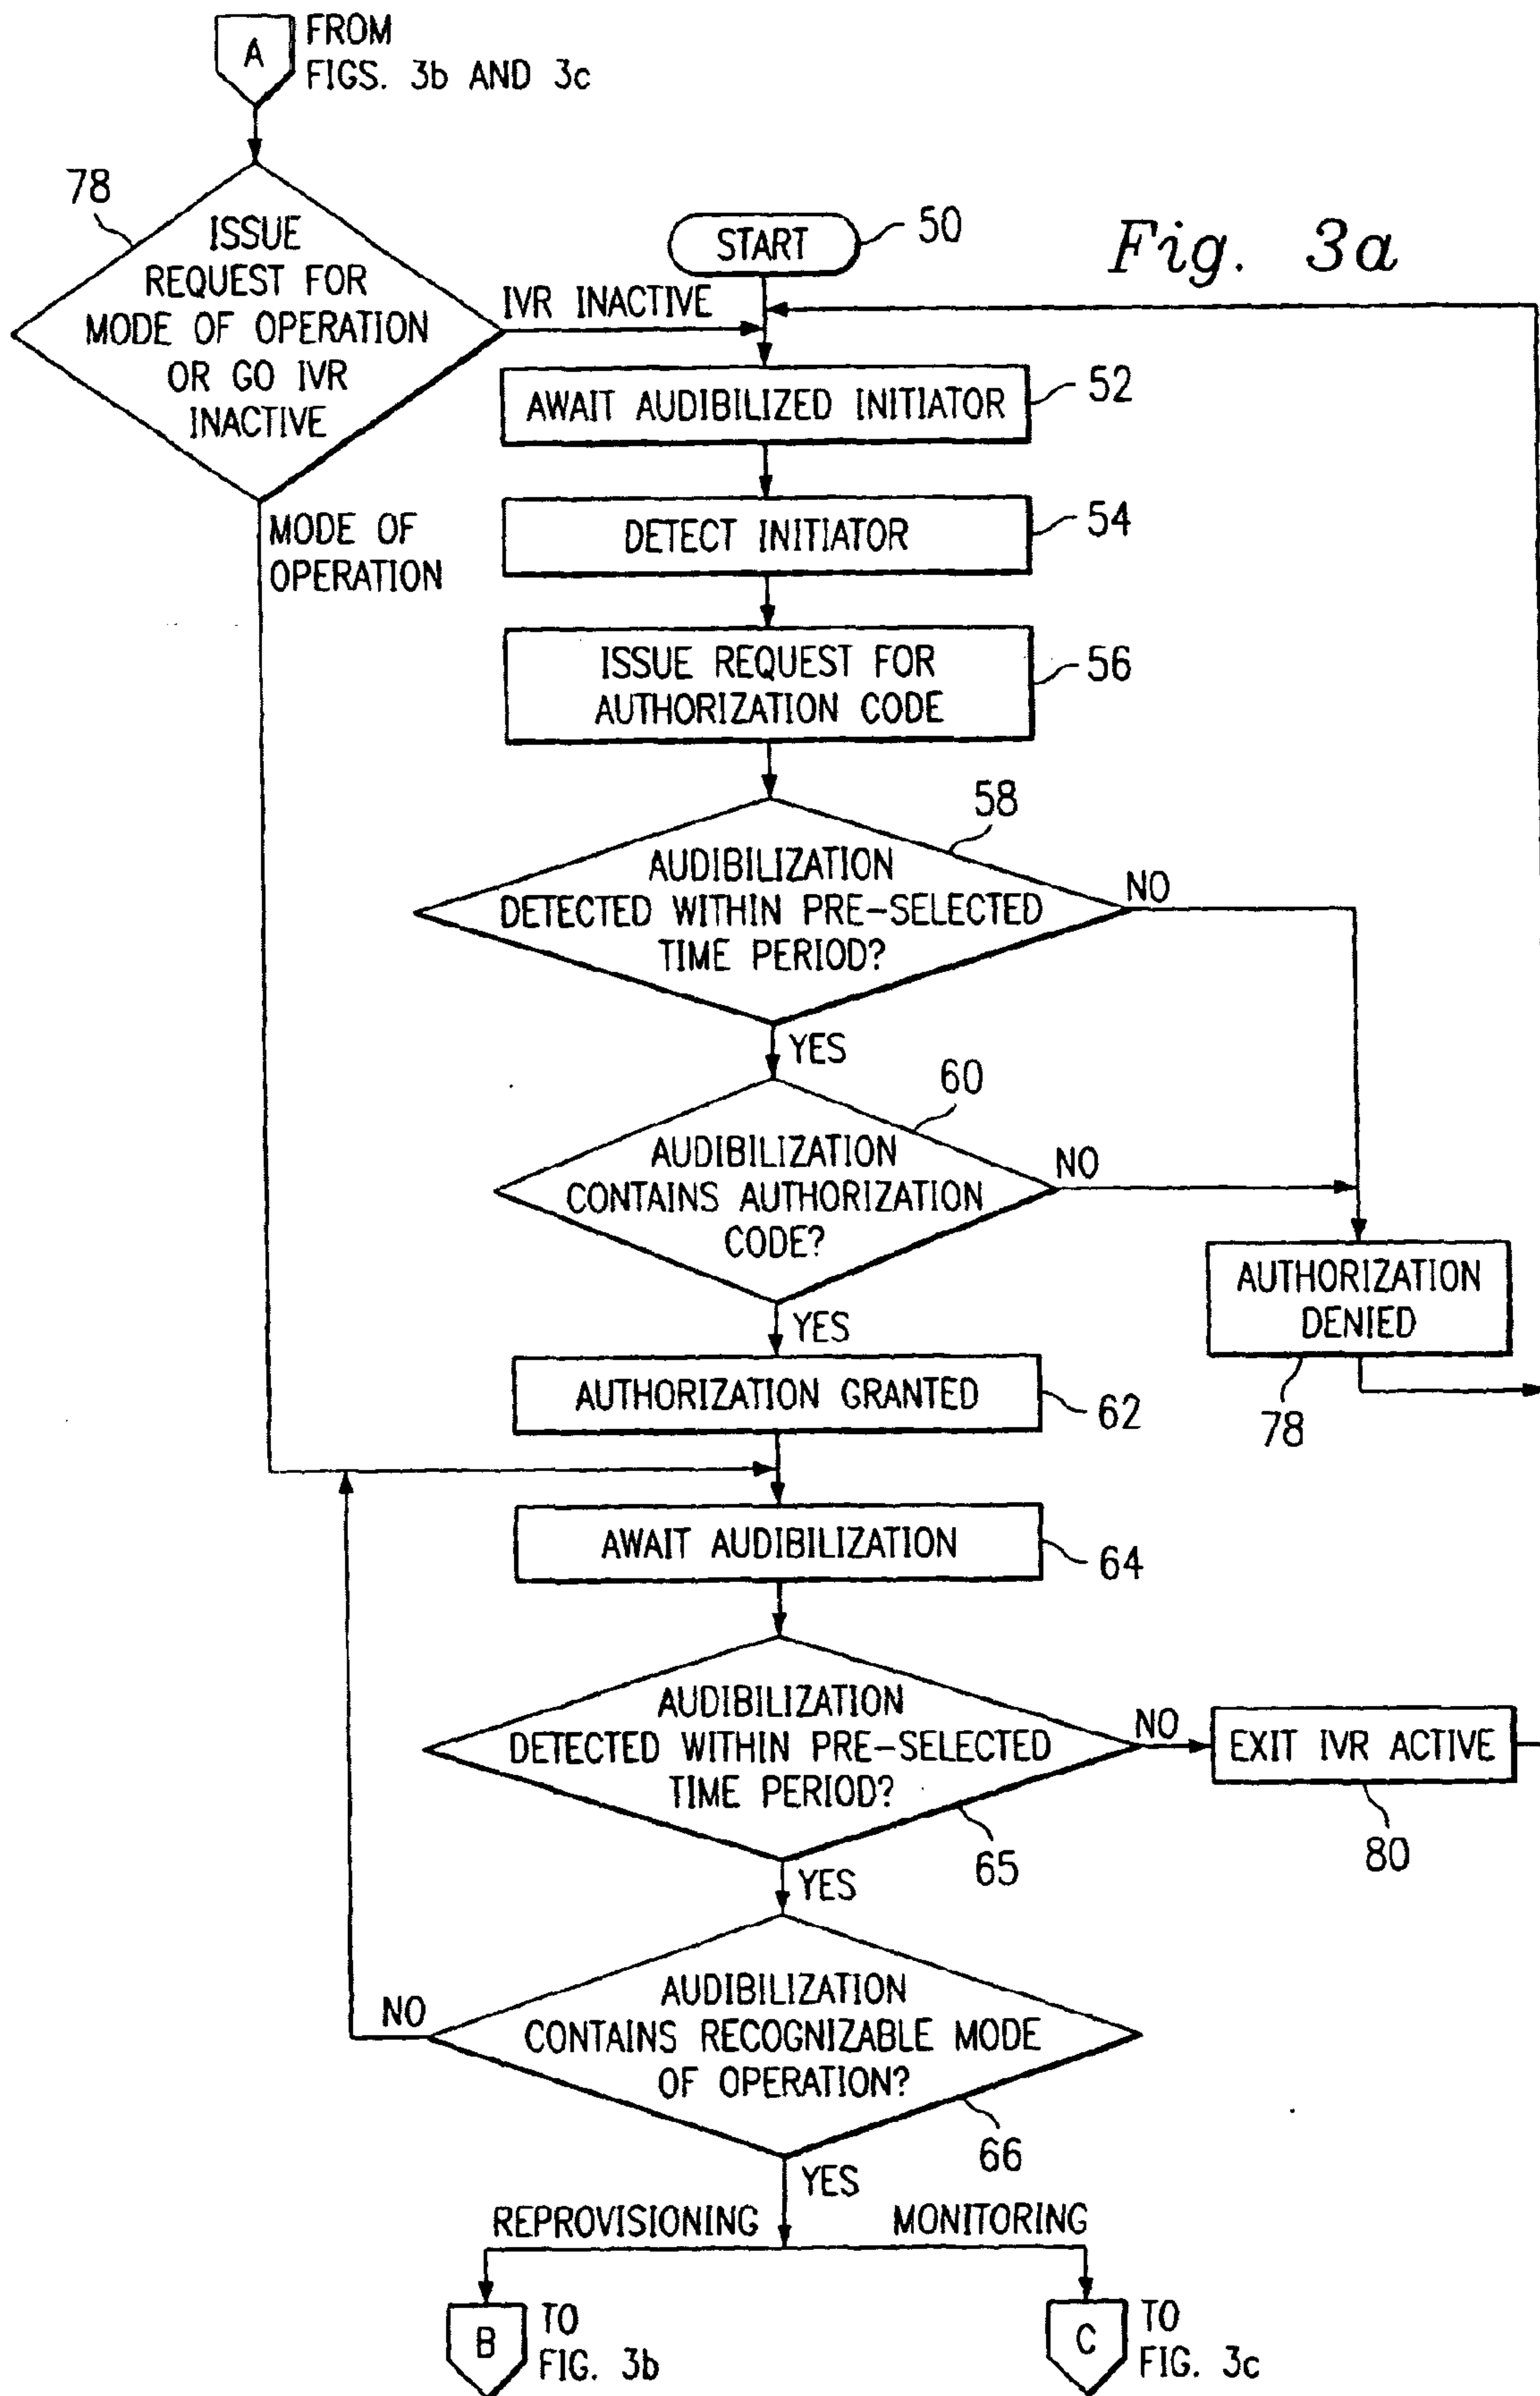 A
FROM
FIGS. 3b AND 3c
78
ISSUE
REQUEST FOR
MODE OF OPERATION
OR GO IVR
INACTIVE
IVR INACTIVE
MODE OF
OPERATION
START
50
Fig. 3a
AWAIT AUDIBILIZED INITIATOR
52
DETECT INITIATOR
54
ISSUE REQUEST FOR
AUTHORIZATION CODE
56
58
AUDIBILIZATION
DETECTED WITHIN PRE-SELECTED
TIME PERIOD?
NO
YES
60
AUDIBILIZATION
CONTAINS AUTHORIZATION
CODE?
NO
YES
AUTHORIZATION
DENIED
78
AUTHORIZATION GRANTED
62
AWAIT AUDIBILIZATION
64
AUDIBILIZATION
DETECTED WITHIN PRE-SELECTED
TIME PERIOD?
65
NO
EXIT IVR ACTIVE
80
YES
AUDIBILIZATION
CONTAINS RECOGNIZABLE MODE
OF OPERATION?
66
NO
YES
REPROVISIONING
MONITORING
B
TO
FIG. 3b
C
TO
FIG. 3c